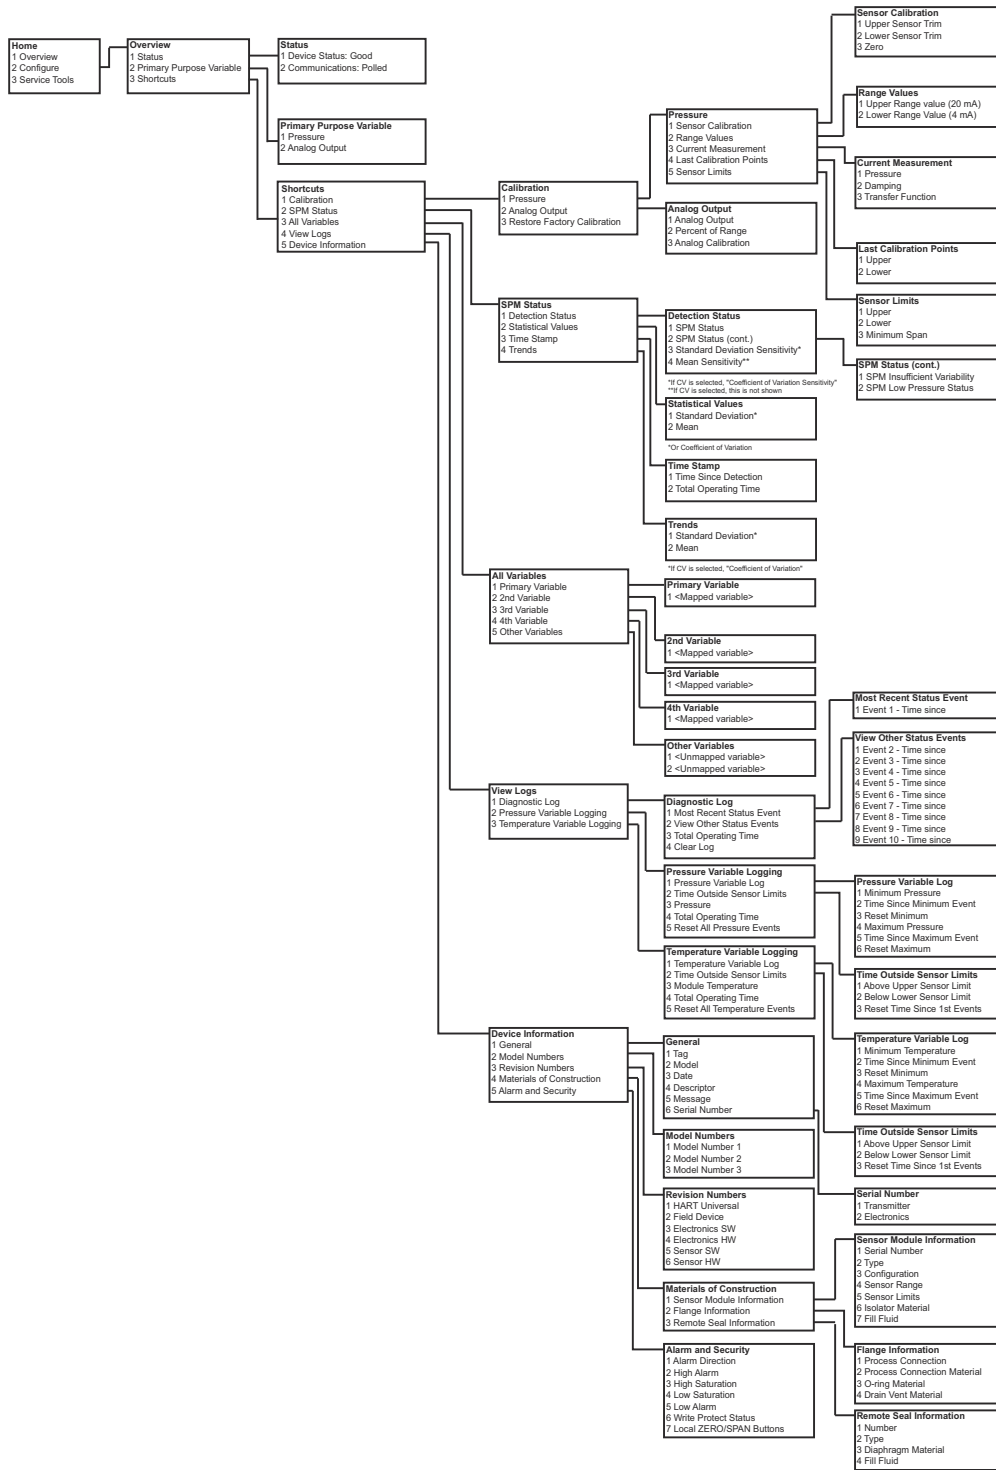 Home
1 Overview
2 Configure
3 Service Tools
Overview
1 Status
2 Primary Purpose Variable
3 Shortcuts
Status
1 Device Status: Good
2 Communications: Polled
Primary Purpose Variable
1 Pressure
2 Analog Output
Shortcuts
1 Calibration
2 SPM Status
3 All Variables
4 View Logs
5 Device Information
Calibration
1 Pressure
2 Analog Output
3 Restore Factory Calibration
Pressure
1 Sensor Calibration
2 Range Values
3 Current Measurement
4 Last Calibration Points
5 Sensor Limits
Analog Output
1 Analog Output
2 Percent of Range
3 Analog Calibration
Sensor Calibration
1 Upper Sensor Trim
2 Lower Sensor Trim
3 Zero
Range Values
1 Upper Range value (20 mA)
2 Lower Range Value (4 mA)
Current Measurement
1 Pressure
2 Damping
3 Transfer Function
Last Calibration Points
1 Upper
2 Lower
Sensor Limits
1 Upper
2 Lower
3 Minimum Span
SPM Status
1 Detection Status
2 Statistical Values
3 Time Stamp
4 Trends
Detection Status
1 SPM Status
2 SPM Status (cont.)
3 Standard Deviation Sensitivity*
4 Mean Sensitivity**
*If CV is selected, "Coefficient of Variation Sensitivity"
**If CV is selected, this is not shown
SPM Status (cont.)
1 SPM Insufficient Variability
2 SPM Low Pressure Status
Statistical Values
1 Standard Deviation*
2 Mean
*Or Coefficient of Variation
Time Stamp
1 Time Since Detection
2 Total Operating Time
Trends
1 Standard Deviation*
2 Mean
*If CV is selected, "Coefficient of Variation"
All Variables
1 Primary Variable
2 2nd Variable
3 3rd Variable
4 4th Variable
5 Other Variables
Primary Variable
1 <Mapped variable>
2nd Variable
1 <Mapped variable>
3rd Variable
1 <Mapped variable>
4th Variable
1 <Mapped variable>
Other Variables
1 <Unmapped variable>
2 <Unmapped variable>
View Logs
1 Diagnostic Log
2 Pressure Variable Logging
3 Temperature Variable Logging
Diagnostic Log
1 Most Recent Status Event
2 View Other Status Events
3 Total Operating Time
4 Clear Log
Most Recent Status Event
1 Event 1 - Time since
View Other Status Events
1 Event 2 - Time since
2 Event 3 - Time since
3 Event 4 - Time since
4 Event 5 - Time since
5 Event 6 - Time since
6 Event 7 - Time since
7 Event 8 - Time since
8 Event 9 - Time since
9 Event 10 - Time since
Pressure Variable Logging
1 Pressure Variable Log
2 Time Outside Sensor Limits
3 Pressure
4 Total Operating Time
5 Reset All Pressure Events
Pressure Variable Log
1 Minimum Pressure
2 Time Since Minimum Event
3 Reset Minimum
4 Maximum Pressure
5 Time Since Maximum Event
6 Reset Maximum
Time Outside Sensor Limits
1 Above Upper Sensor Limit
2 Below Lower Sensor Limit
3 Reset Time Since 1st Events
Temperature Variable Logging
1 Temperature Variable Log
2 Time Outside Sensor Limits
3 Module Temperature
4 Total Operating Time
5 Reset All Temperature Events
Temperature Variable Log
1 Minimum Temperature
2 Time Since Minimum Event
3 Reset Minimum
4 Maximum Temperature
5 Time Since Maximum Event
6 Reset Maximum
Time Outside Sensor Limits
1 Above Upper Sensor Limit
2 Below Lower Sensor Limit
3 Reset Time Since 1st Events
Device Information
1 General
2 Model Numbers
3 Revision Numbers
4 Materials of Construction
5 Alarm and Security
General
1 Tag
2 Model
3 Date
4 Descriptor
5 Message
6 Serial Number
Serial Number
1 Transmitter
2 Electronics
Model Numbers
1 Model Number 1
2 Model Number 2
3 Model Number 3
Revision Numbers
1 HART Universal
2 Field Device
3 Electronics SW
4 Electronics HW
5 Sensor SW
6 Sensor HW
Materials of Construction
1 Sensor Module Information
2 Flange Information
3 Remote Seal Information
Sensor Module Information
1 Serial Number
2 Type
3 Configuration
4 Sensor Range
5 Sensor Limits
6 Isolator Material
7 Fill Fluid
Flange Information
1 Process Connection
2 Process Connection Material
3 O-ring Material
4 Drain Vent Material
Remote Seal Information
1 Number
2 Type
3 Diaphragm Material
4 Fill Fluid
Alarm and Security
1 Alarm Direction
2 High Alarm
3 High Saturation
4 Low Saturation
5 Low Alarm
6 Write Protect Status
7 Local ZERO/SPAN Buttons